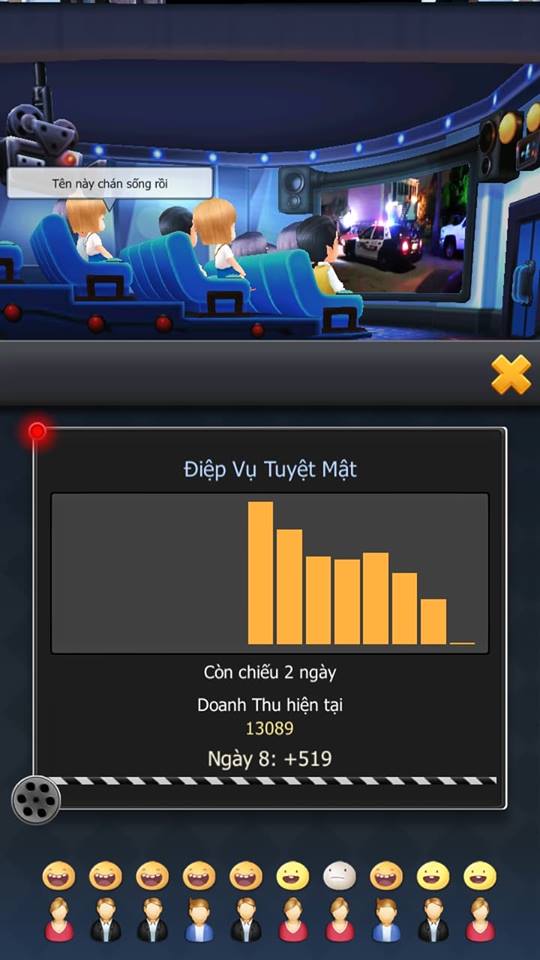 Tên này chán sống rồi
Điệp Vụ Tuyệt Mật
Còn chiếu 2 ngày
Doanh Thu hiện tại
13089
Ngày 8: +519